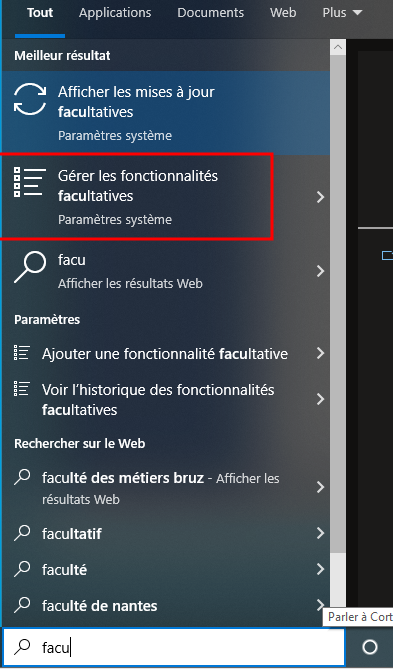 Tout Applications Documents Web Plus
Meilleur résultat
Afficher les mises à jour
facultatives
Paramètres système
Gérer les fonctionnalités
facultatives
Paramètres système
facu
Afficher les résultats Web
Paramètres
Ajouter une fonctionnalité facultative
Voir l'historique des fonctionnalités
facultatives
Rechercher sur le Web
faculté des métiers bruz - Afficher les
résultats Web
facultatif
faculté
faculté de nantes
Parler à Cort
facu